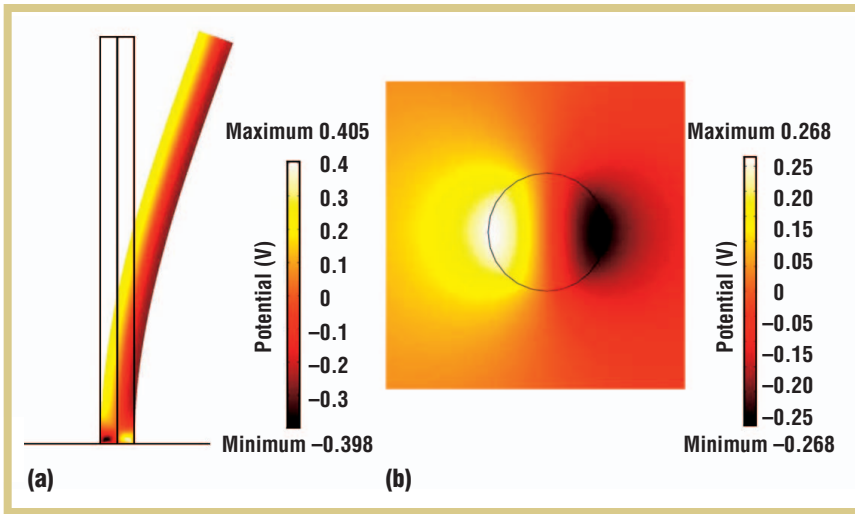 Maximum 0.405
0.4
0.3
0.2
0.1
0
–0.1
–0.2
–0.3
Potential (V)
Minimum –0.398
(a)
Maximum 0.268
0.25
0.20
0.15
0.05
0
–0.05
–0.15
–0.20
–0.25
Potential (V)
Minimum –0.268
(b)